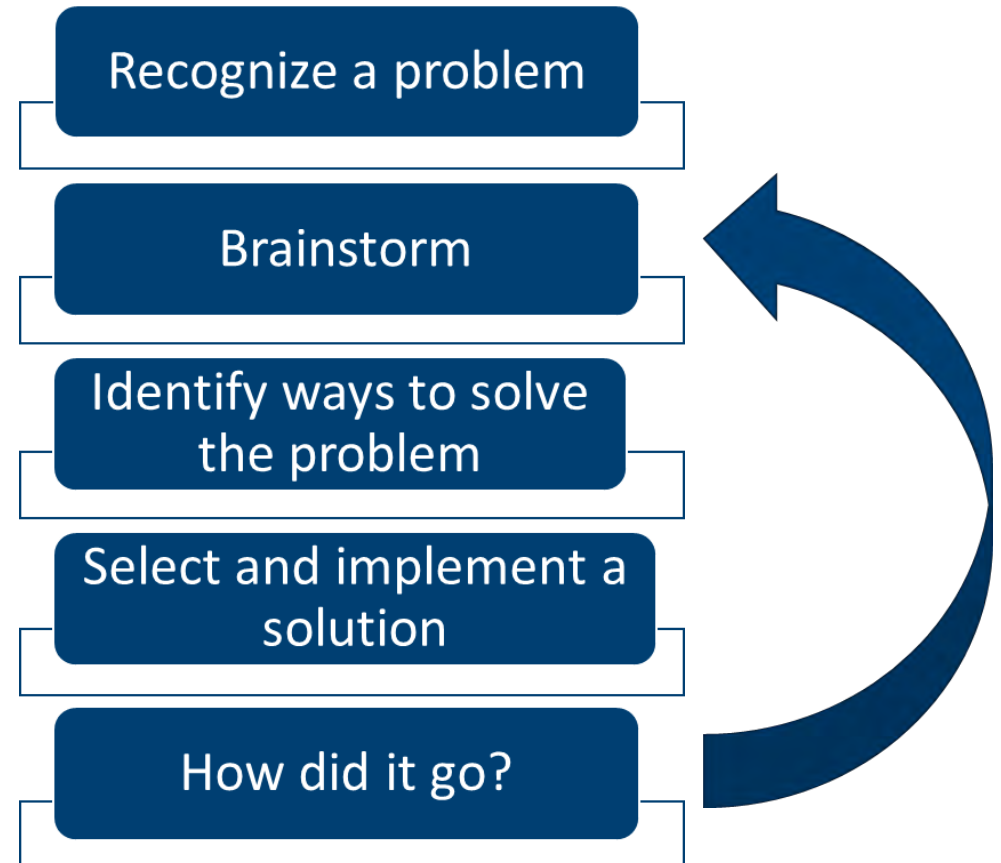 Recognize a problem
Brainstorm
Identify ways to solve
the problem
Select and implement a
solution
How did it go?